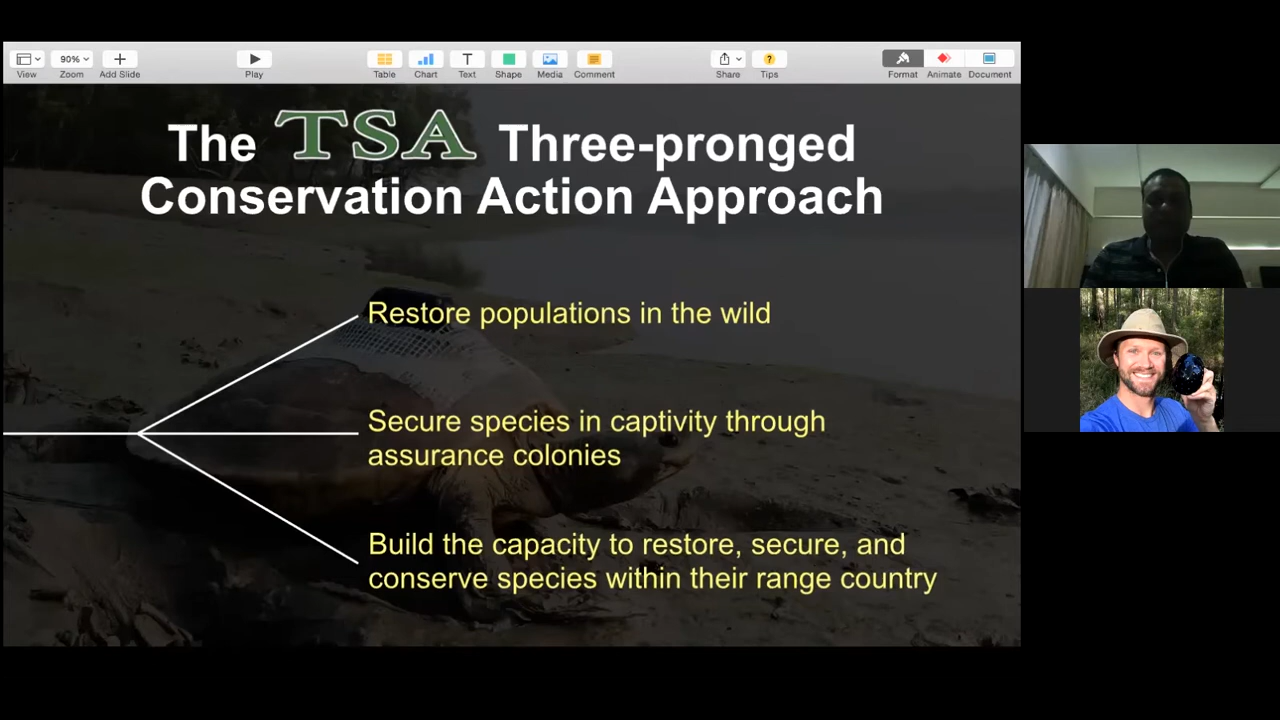 90%
View
Zoom
Add Slide
Play
Table
Chart
Text
Shape
Media
Comment
Share
Tips
Format
Animate
Document
The TSA Three-pronged
Conservation Action Approach
Restore populations in the wild
Secure species in captivity through
assurance colonies
Build the capacity to restore, secure, and
conserve species within their range country